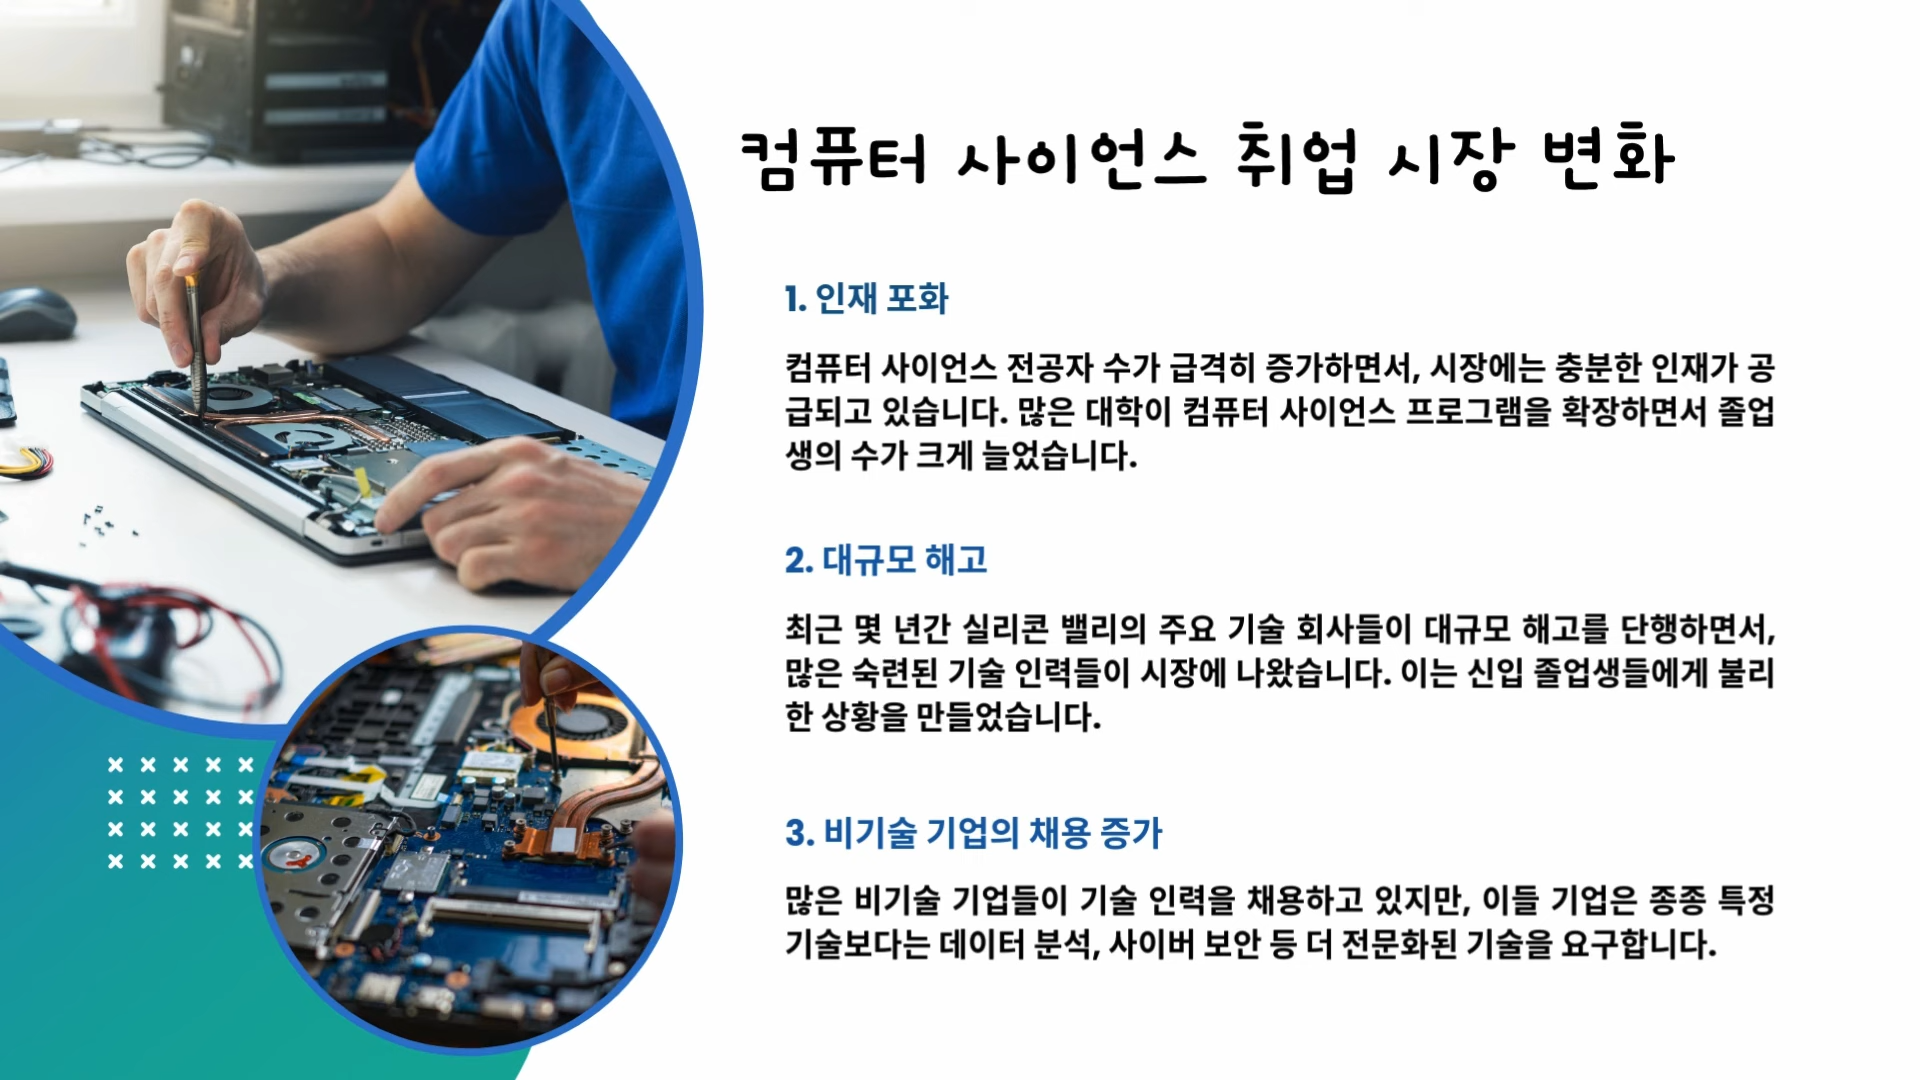 컴퓨터 사이언스 취업 시장 변화
1. 인재 포화
컴퓨터 사이언스 전공자 수가 급격히 증가하면서, 시장에는 충분한 인재가 공
급되고 있습니다. 많은 대학이 컴퓨터 사이언스 프로그램을 확장하면서 졸업
생의 수가 크게 늘었습니다.
2. 대규모 해고
최근 몇 년간 실리콘 밸리의 주요 기술 회사들이 대규모 해고를 단행하면서,
많은 숙련된 기술 인력들이 시장에 나왔습니다. 이는 신입 졸업생들에게 불리
한 상황을 만들었습니다.
3. 비기술 기업의 채용 증가
많은 비기술 기업들이 기술 인력을 채용하고 있지만, 이들 기업은 종종 특정
기술보다는 데이터 분석, 사이버 보안 등 더 전문화된 기술을 요구합니다.